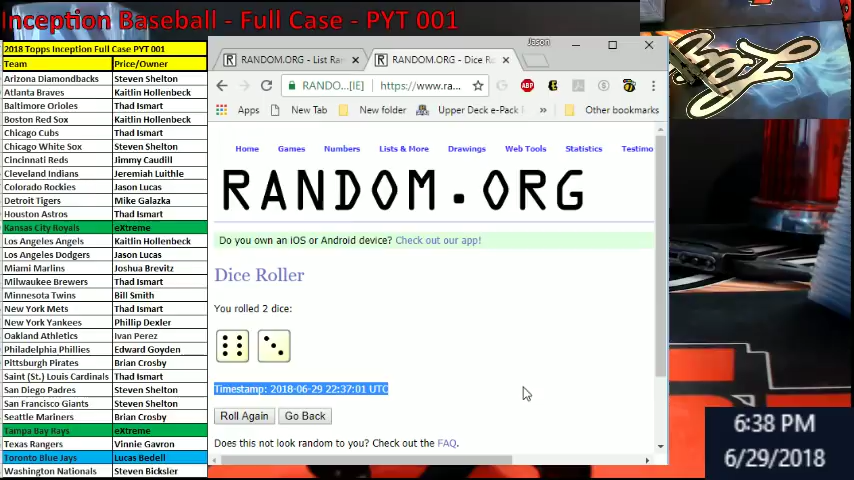 Inception Baseball - Full Case - PYT 001
2018 Topps Inception Full Case PYT 001
Team Price/Owner
Arizona Diamondbacks Steven Shelton
Atlanta Braves Kaitlin Hollenbeck
Baltimore Orioles Thad Ismart
Boston Red Sox Kaitlin Hollenbeck
Chicago Cubs Thad Ismart
Chicago White Sox Steven Shelton
Cincinnati Reds Jimmy Caudill
Cleveland Indians Jeremiah Luithle
Colorado Rockies Jason Lucas
Detroit Tigers Mike Galazka
Houston Astros Thad Ismart
Kansas City Royals eXtreme
Los Angeles Angels Kaitlin Hollenbeck
Los Angeles Dodgers Jason Lucas
Miami Marlins Joshua Brevitz
Milwaukee Brewers Thad Ismart
Minnesota Twins Bill Smith
New York Mets Thad Ismart
New York Yankees Phillip Dexler
Oakland Athletics Ivan Perez
Philadelphia Phillies Edward Goyden
Pittsburgh Pirates Brian Crosby
Saint (St.) Louis Cardinals Thad Ismart
San Diego Padres Steven Shelton
San Francisco Giants Steven Shelton
Seattle Mariners Brian Crosby
Tampa Bay Rays eXtreme
Texas Rangers Vinnie Gavron
Toronto Blue Jays Lucas Bedell
Washington Nationals Steven Bicksler
Jason
RANDOM.ORG - List Ra
RANDOM.ORG - Dice R
RANDO...[IE] https://www.ra...
ABP
Apps New Tab New folder Upper Deck e-Pack » Other bookmarks
Home Games Numbers Lists & More Drawings Web Tools Statistics Testimo
RANDOM.ORG
Do you own an iOS or Android device? Check out our app!
Dice Roller
You rolled 2 dice:
Timestamp: 2018-06-29 22:37:01 UTC
Roll Again Go Back
Does this not look random to you? Check out the FAQ.
6:38 PM
6/29/2018